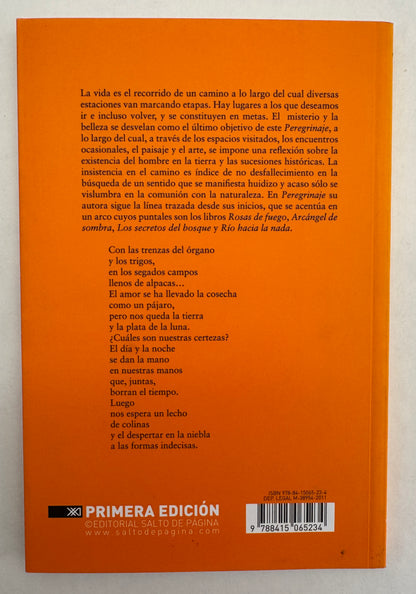 La vida es el recorrido de un camino a lo largo del cual diversas
estaciones van marcando etapas. Hay lugares a los que deseamos
ir e incluso volver, y se constituyen en metas. El misterio y la
belleza se desvelan como el último objetivo de este Peregrinaje, a
lo largo del cual, a través de los espacios visitados, los encuentros
ocasionales, el paisaje y el arte, se impone una reflexión sobre la
existencia del hombre en la tierra y las sucesiones históricas. La
insistencia en el camino es índice de no desfallecimiento en la
búsqueda de un sentido que se manifiesta huidizo y acaso sólo se
vislumbra en la comunión con la naturaleza. En Peregrinaje su
autora sigue la línea trazada desde sus inicios, que se acentúa en
un arco cuyos puntales son los libros Rosas de fuego, Arcángel de
sombra, Los secretos del bosque y Río hacia la nada.
Con las trenzas del órgano
y los trigos,
en los segados campos
llenos de alpacas...
El amor se ha llevado la cosecha
como un pájaro,
pero nos queda la tierra
y la plata de la luna.
¿Cuáles son nuestras certezas?
El día y la noche
se dan la mano
en nuestras manos
que, juntas,
borran el tiempo.
Luego
nos espera un lecho
de colinas
y el despertar en la niebla
a las formas indecisas.
PRIMERA EDICIÓN
©EDITORIAL SALTO DE PÁGINA
www.saltodepagina.com
ISBN 978-84-15065-23-4
DEP. LEGAL M-38954-2011
9 788415 065234